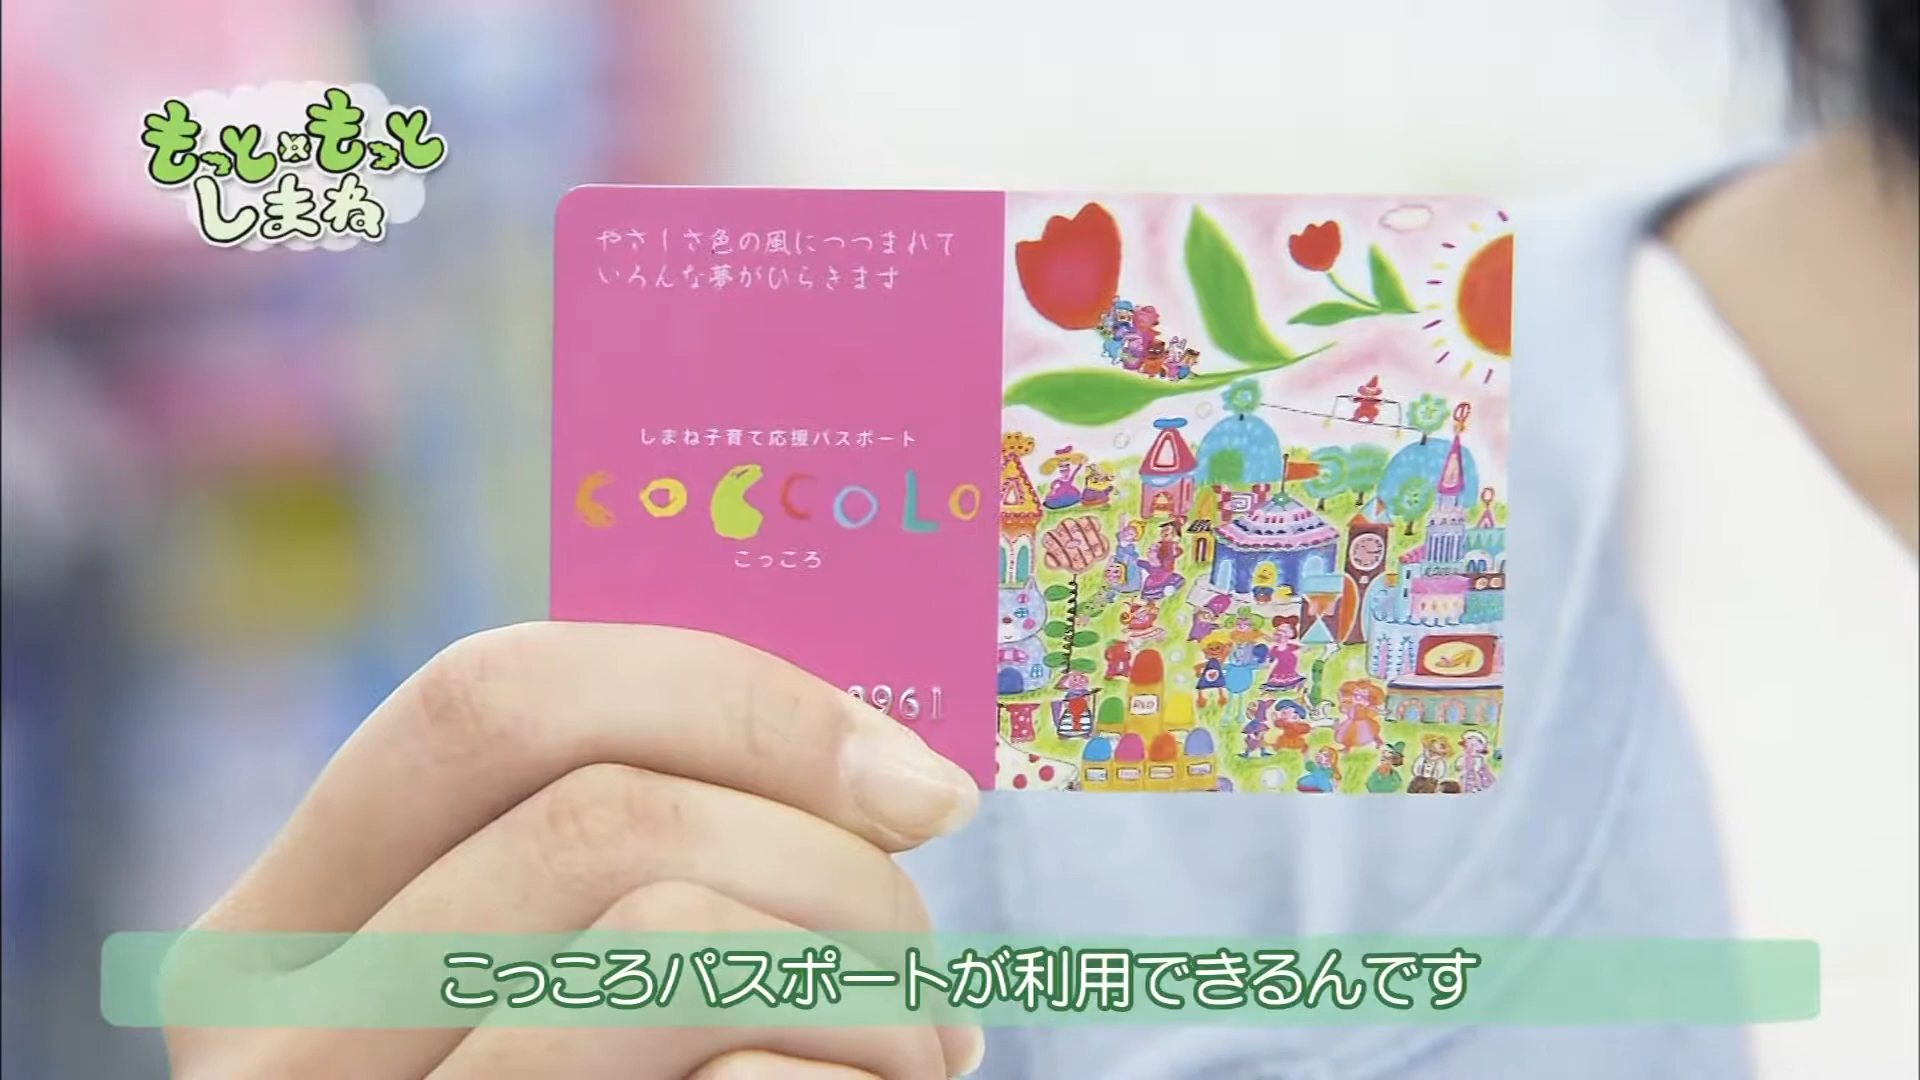 もっと×もっと
しまね
やさしさ色の風につつまれて
いろんな夢がひらきます
しまね子育て応援パスポート
COCCOLO
こっころ
961
こっころパスポートが利用できるんです